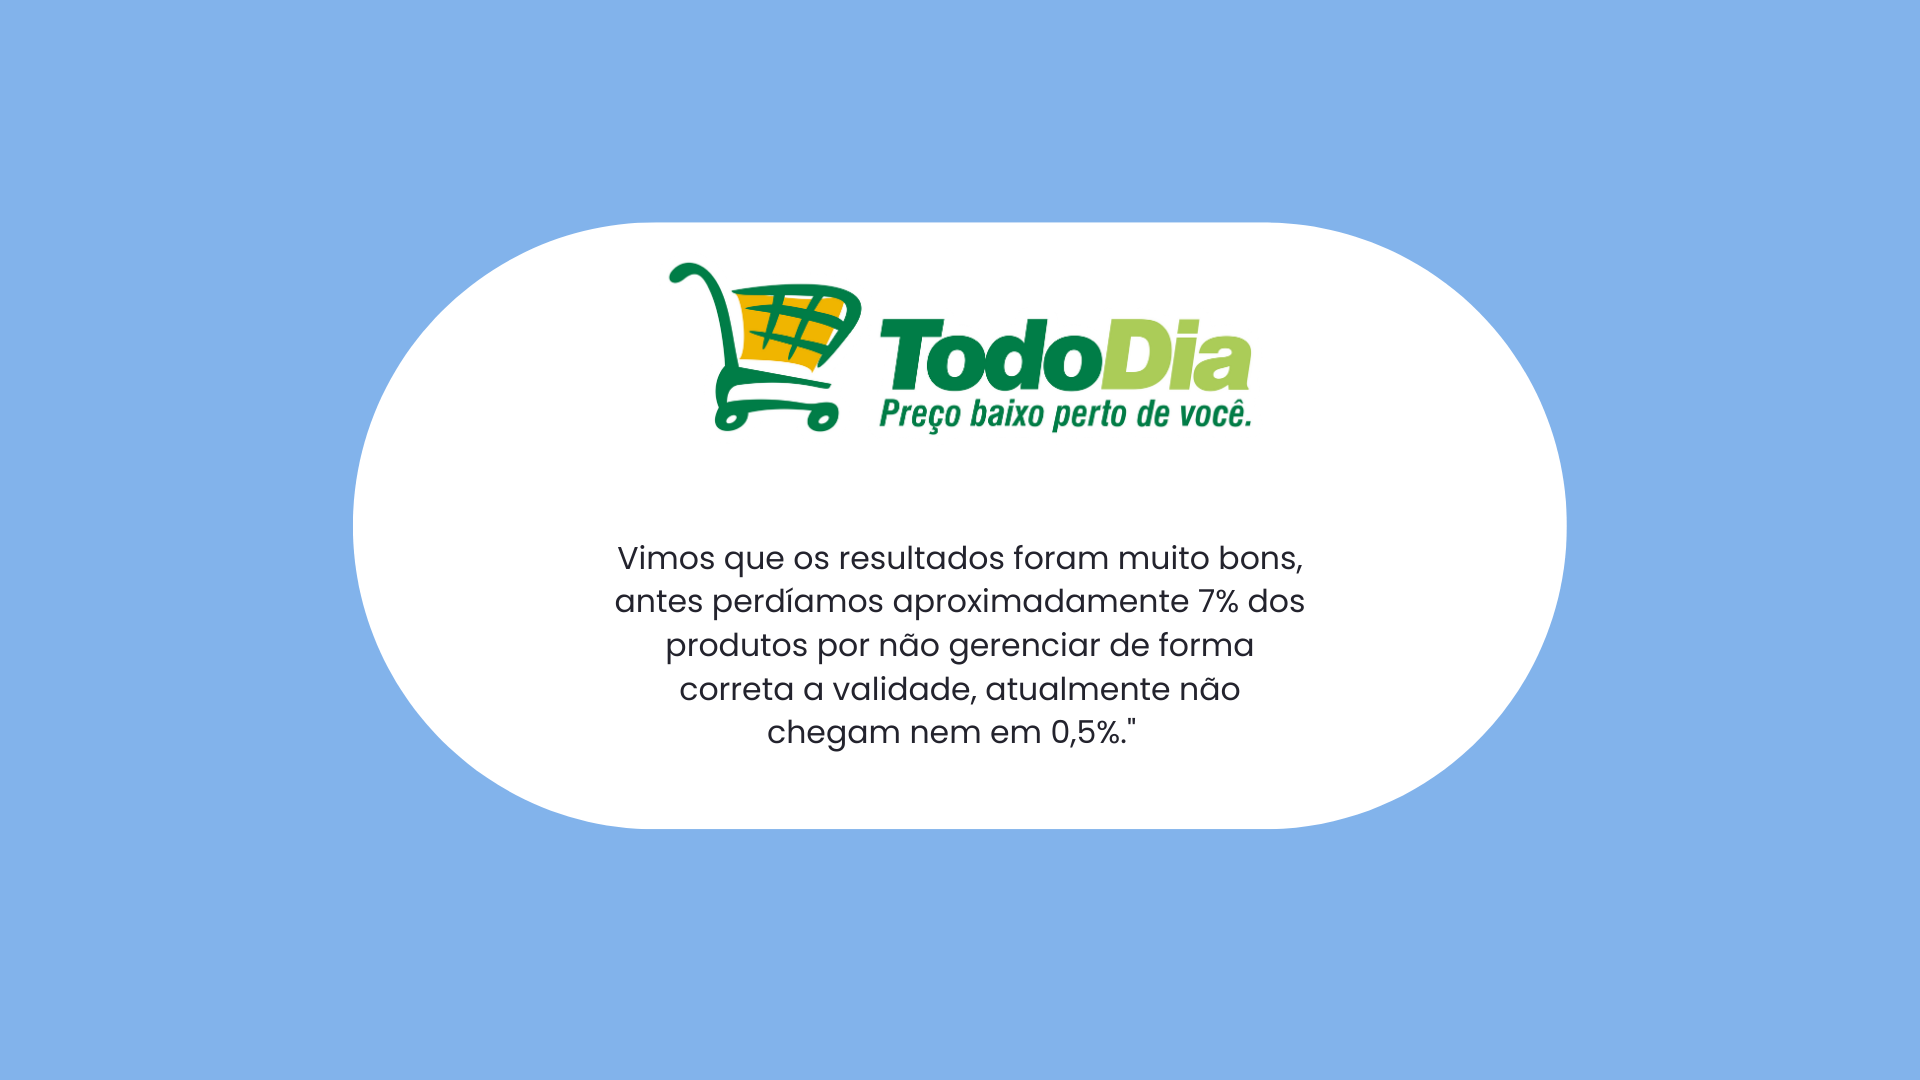 TodoDia
Preço baixo perto de você.
Vimos que os resultados foram muito bons,
antes perdíamos aproximadamente 7% dos
produtos por não gerenciar de forma
correta a validade, atualmente não
chegam nem em 0,5%."